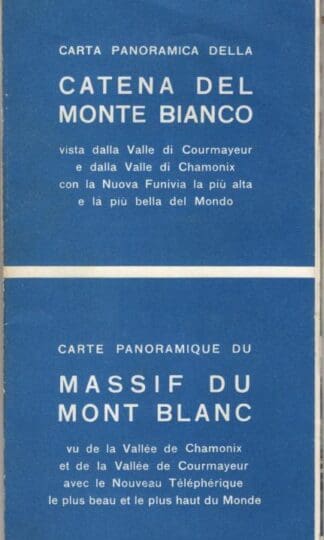 CARTA PANORAMICA DELLA
CATENA DEL
MONTE BIANCO
vista dalla Valle di Courmayeur
e dalla Valle di Chamonix
con la Nuova Funivia la più alta
e la più bella del Mondo
CARTE PANORAMIQUE DU
MASSIF DU
MONT BLANC
vu de la Vallée de Chamonix
et de la Vallée de Courmayeur
avec le Nouveau Téléphérique
le plus beau et le plus haut du Monde